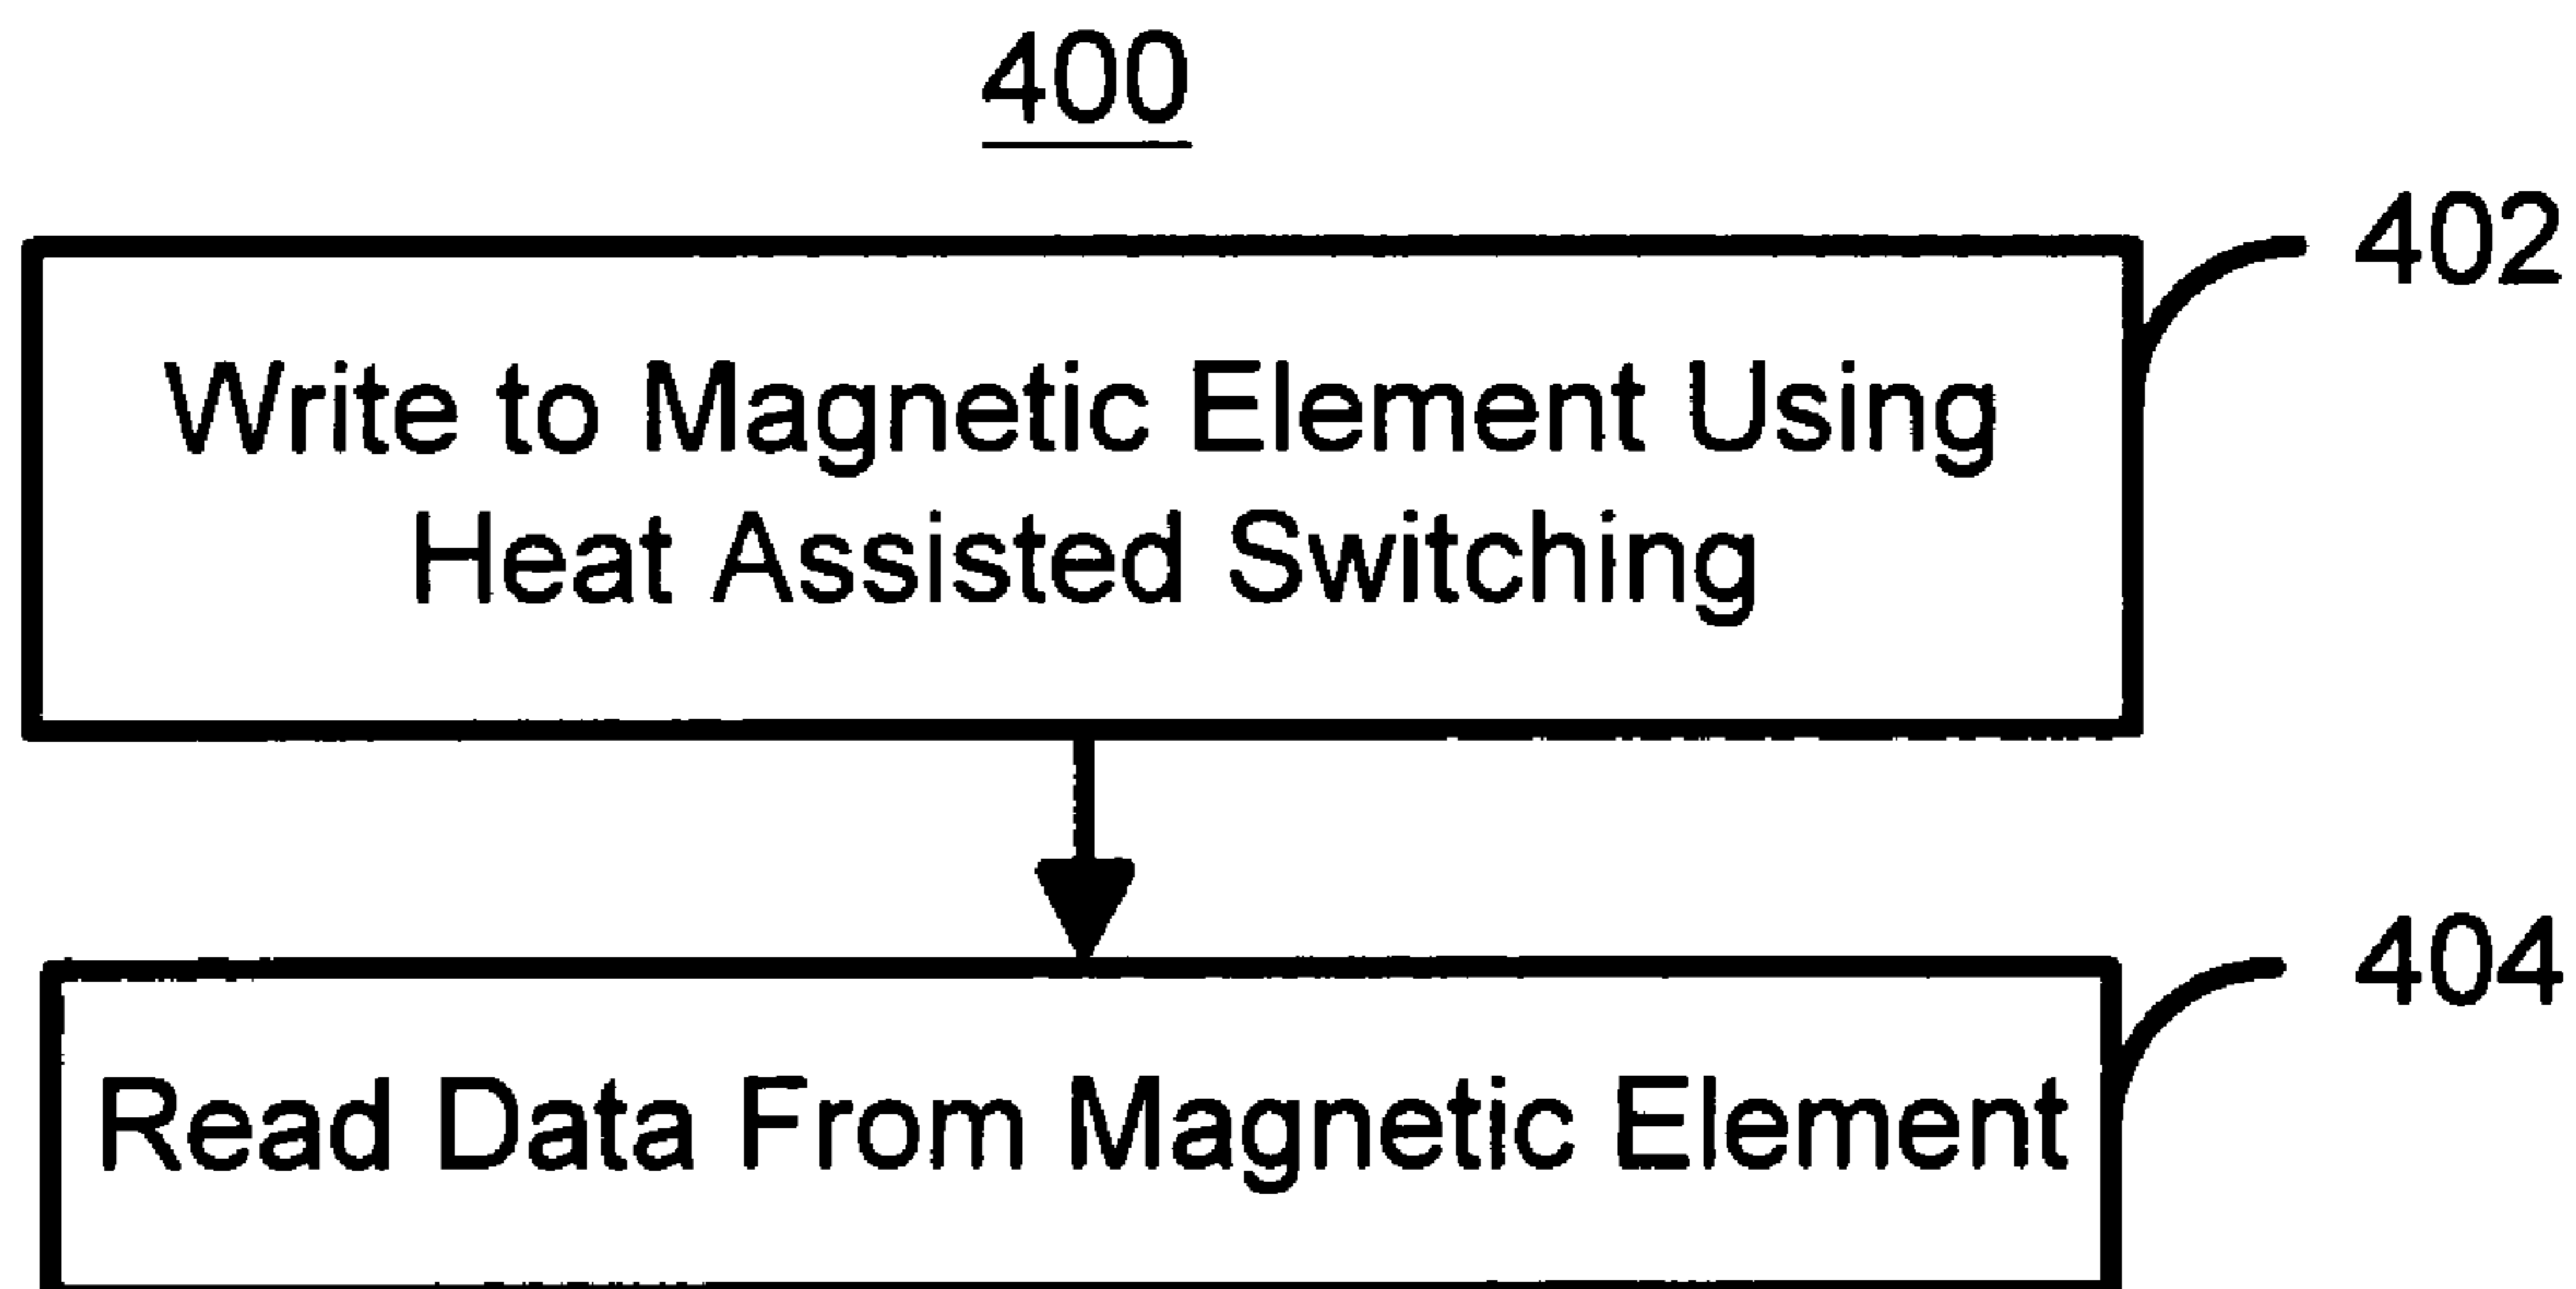 400
402
Write to Magnetic Element Using
Heat Assisted Switching
404
Read Data From Magnetic Element